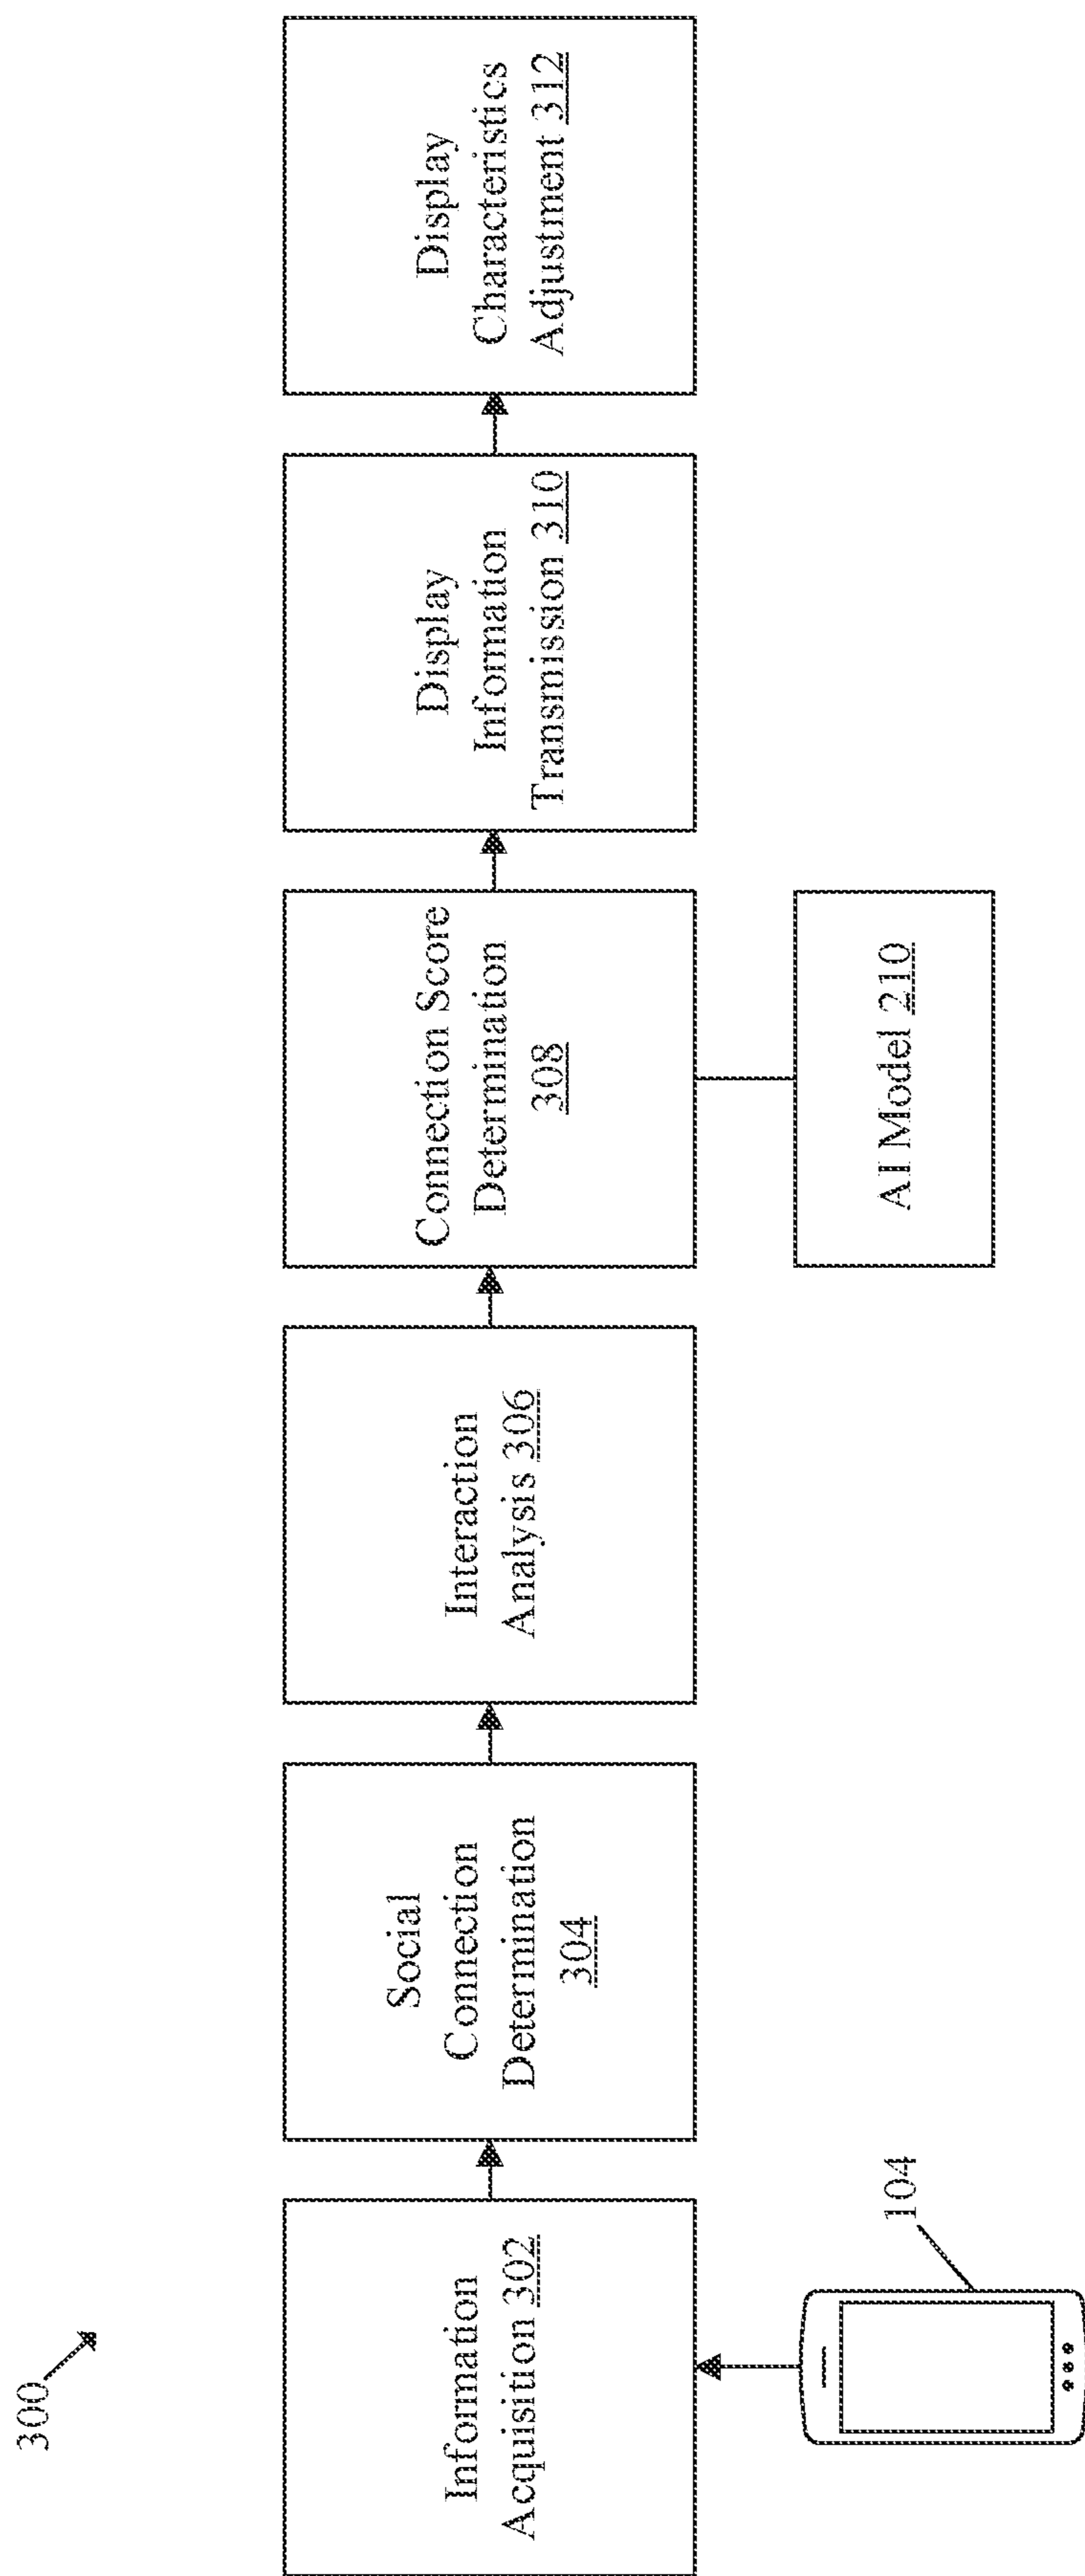 300
Information
Acquisition 302
Social
Connection
Determination
304
Interaction
Analysis 306
Connection Score
Determination
308
Display
Information
Transmission 310
Display
Characteristics
Adjustment 312
104
AI Model 210